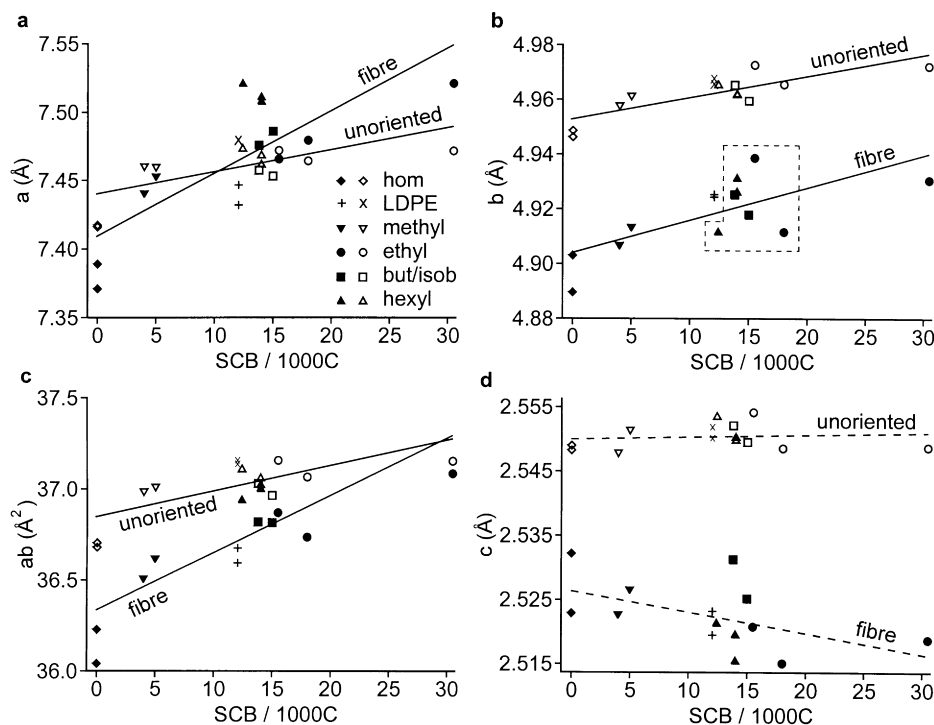 a
7.55
7.50
7.45
7.40
7.35
a (Å)
fibre
unoriented
hom
LDPE
methyl
ethyl
but/isob
hexyl
0 5 10 15 20 25 30
SCB / 1000C
b
4.98
4.96
4.94
4.92
4.90
4.88
b (Å)
unoriented
fibre
0 5 10 15 20 25 30
SCB / 1000C
c
37.5
37.0
36.5
36.0
ab (Å²)
unoriented
fibre
0 5 10 15 20 25 30
SCB / 1000C
d
2.555
2.545
2.535
2.525
2.515
c (Å)
unoriented
fibre
0 5 10 15 20 25 30
SCB / 1000C